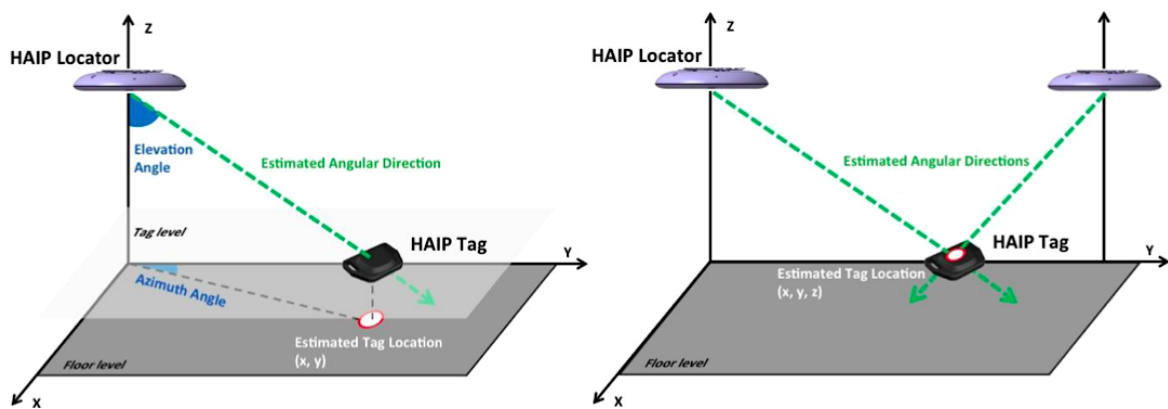 Z
HAIP Locator
Elevation
Angle
Estimated Angular Direction
Tag level
HAIP Tag
Y
Azimuth Angle
Estimated Tag Location
(x, y)
Floor level
X
Z
HAIP Locator
Estimated Angular Directions
HAIP Tag
Y
Estimated Tag Location
(x, y, z)
Floor level
X